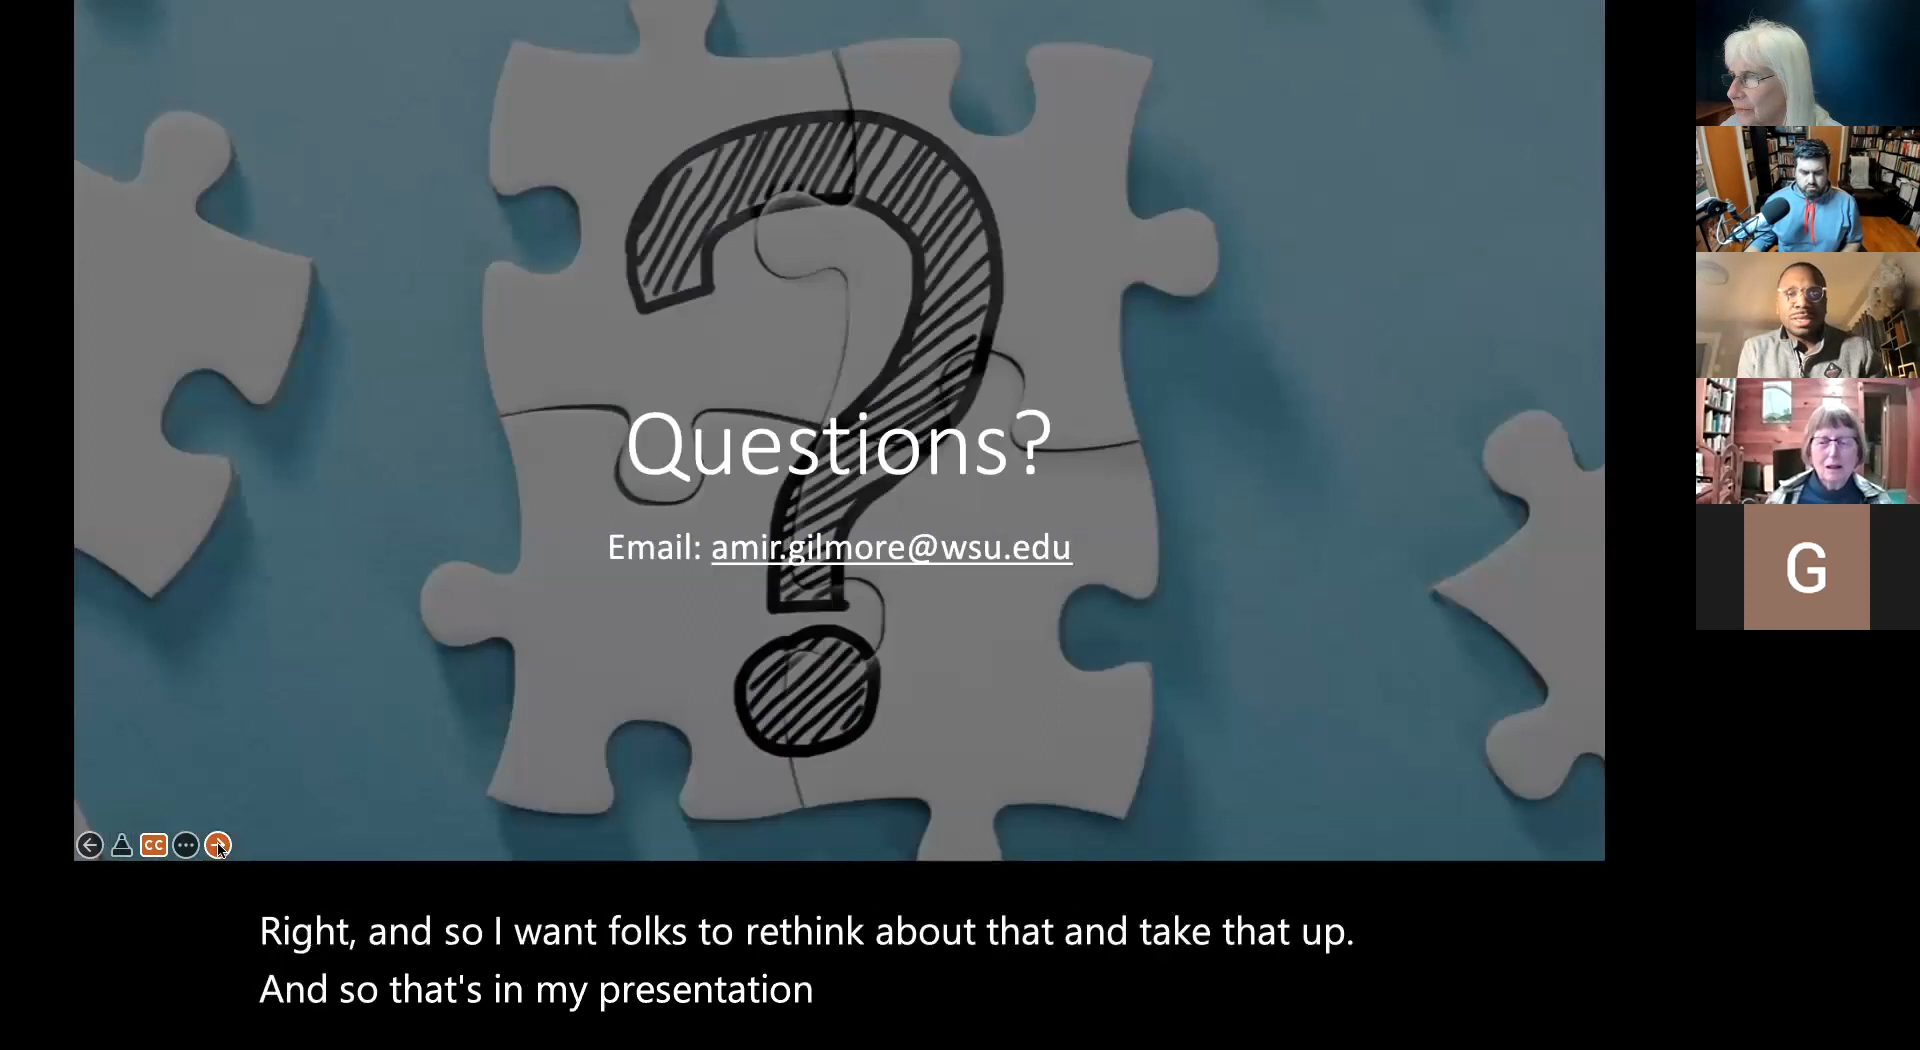 Questions?
Email: amir.gilmore@wsu.edu
G
CC
Right, and so I want folks to rethink about that and take that up.
And so that's in my presentation